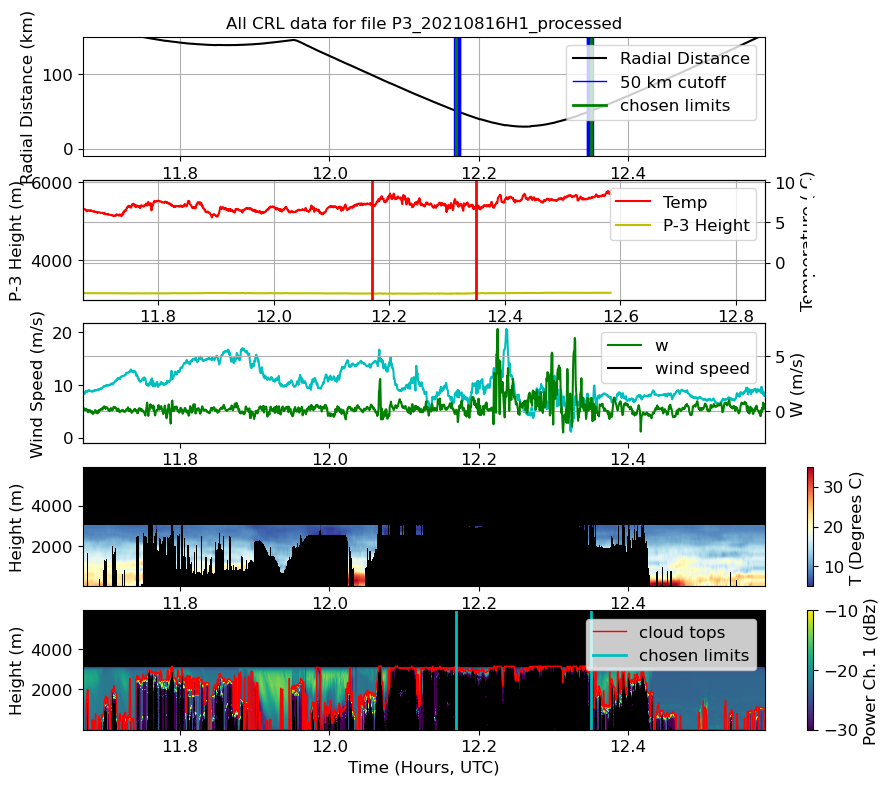 All CRL data for file P3_20210816H1_processed
Radial Distance (km)
100
0
Radial Distance
50 km cutoff
chosen limits
11.8 12.0 12.2 12.4
P-3 Height (m)
6000
4000
Temp
P-3 Height
10
5
0
11.8 12.0 12.2 12.4 12.6 12.8
Wind Speed (m/s)
20
10
0
w
wind speed
5
0
W (m/s)
11.8 12.0 12.2 12.4
Height (m)
4000
2000
30
20
10
T (Degrees C)
11.8 12.0 12.2 12.4
Height (m)
4000
2000
cloud tops
chosen limits
−10
−20
−30
Power Ch. 1 (dBz)
11.8 12.0 12.2 12.4
Time (Hours, UTC)